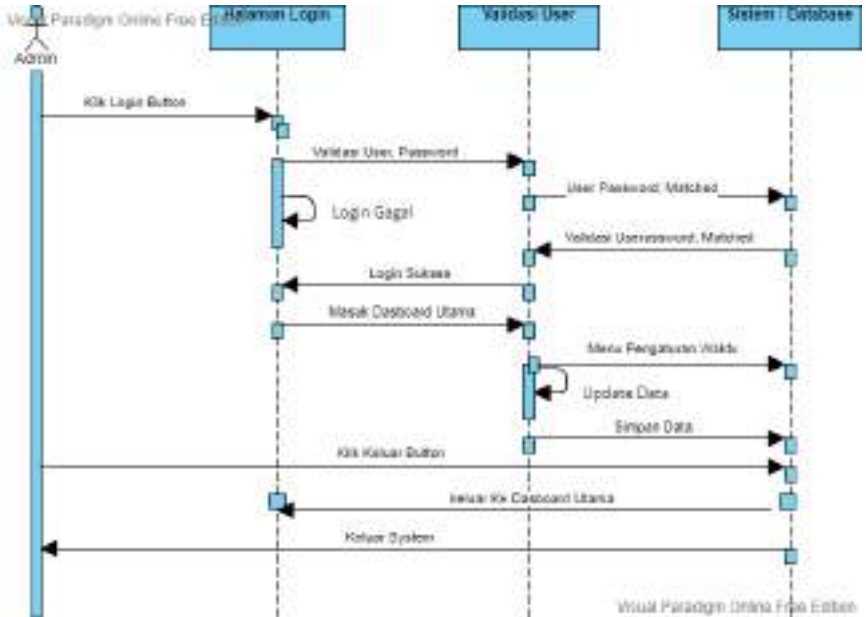 Visual Paradigm Online Free Edition
Halaman Login
Validasi User
Sistem / Database
Admin
Klik Login Button
Validasi User, Password
User Password, Matched
Login Gagal
Validasi Userassword, Matched
Login Sukses
Masuk Dasboard Utama
Menu Pengaturan Waktu
Update Data
Simpan Data
Klik Keluar Button
keluar Ke Dasboard Utama
Keluar System
Visual Paradigm Online Free Edition